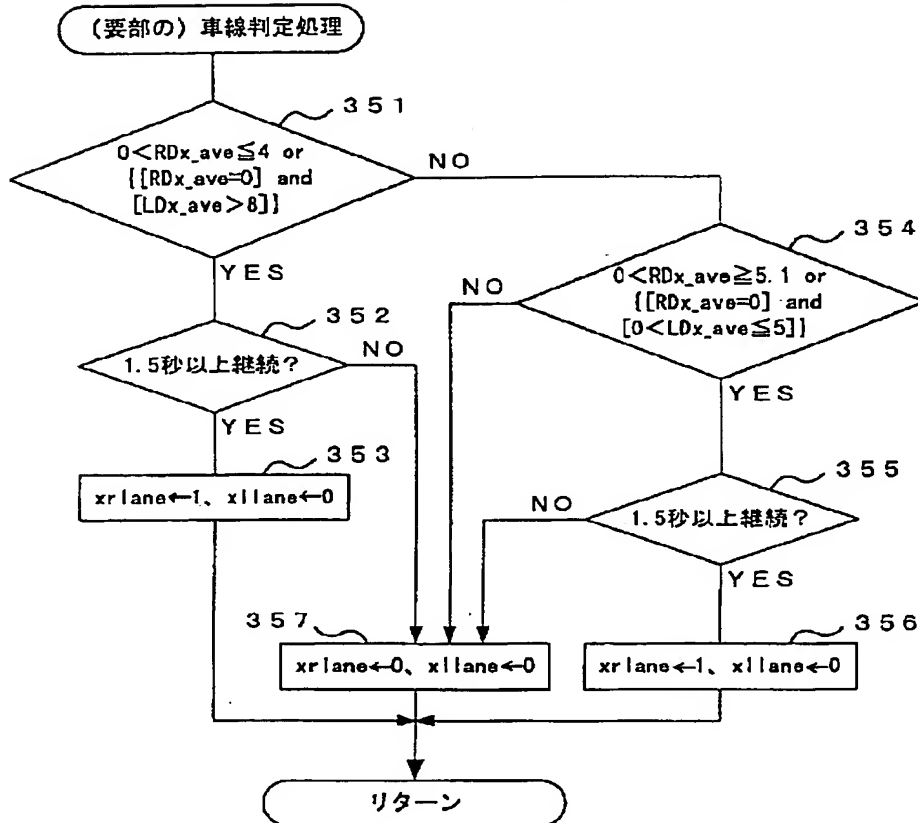 (要部の) 車線判定処理
351
0<RDx_ave≦4 or
{[RDx_ave=0] and
[LDx_ave>8]}
NO
YES
354
0<RDx_ave≧5.1 or
{[RDx_ave=0] and
[0<LDx_ave≦5]}
NO
YES
352
1.5秒以上継続?
NO
YES
353
xrlane←1、xllane←0
355
1.5秒以上継続?
NO
YES
357
xrlane←0、xllane←0
356
xrlane←1、xllane←0
リターン